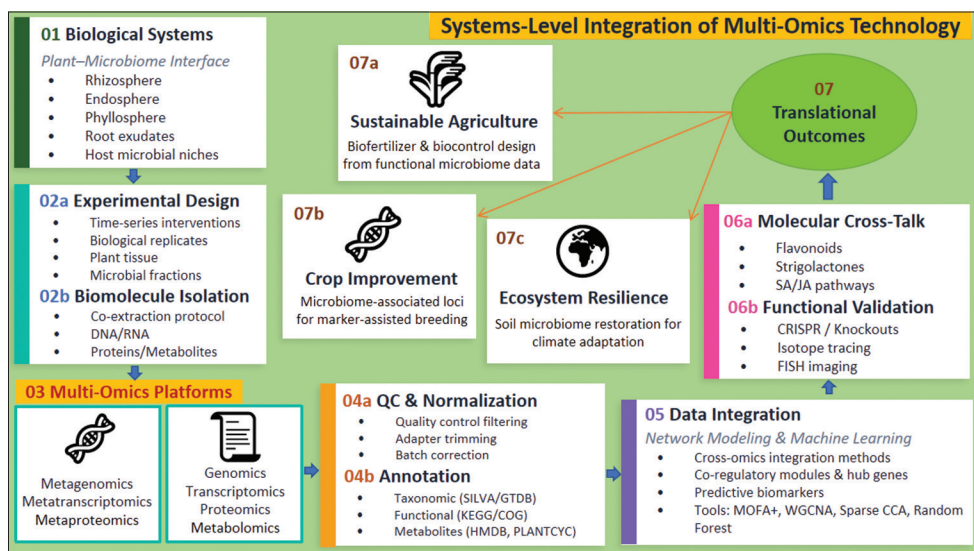 Systems-Level Integration of Multi-Omics Technology
01 Biological Systems
Plant–Microbiome Interface
• Rhizosphere
• Endosphere
• Phyllosphere
• Root exudates
• Host microbial niches
02a Experimental Design
• Time-series interventions
• Biological replicates
• Plant tissue
• Microbial fractions
02b Biomolecule Isolation
• Co-extraction protocol
• DNA/RNA
• Proteins/Metabolites
03 Multi-Omics Platforms
Metagenomics
Metatranscriptomics
Metaproteomics
Genomics
Transcriptomics
Proteomics
Metabolomics
04a QC & Normalization
• Quality control filtering
• Adapter trimming
• Batch correction
04b Annotation
• Taxonomic (SILVA/GTDB)
• Functional (KEGG/COG)
• Metabolites (HMDB, PLANTCYC)
05 Data Integration
Network Modeling & Machine Learning
• Cross-omics integration methods
• Co-regulatory modules & hub genes
• Predictive biomarkers
• Tools: MOFA+, WGCNA, Sparse CCA, Random
Forest
06a Molecular Cross-Talk
• Flavonoids
• Strigolactones
• SA/JA pathways
06b Functional Validation
• CRISPR / Knockouts
• Isotope tracing
• FISH imaging
07
Translational
Outcomes
07a
Sustainable Agriculture
Biofertilizer & biocontrol design
from functional microbiome data
07b
Crop Improvement
Microbiome-associated loci
for marker-assisted breeding
07c
Ecosystem Resilience
Soil microbiome restoration for
climate adaptation